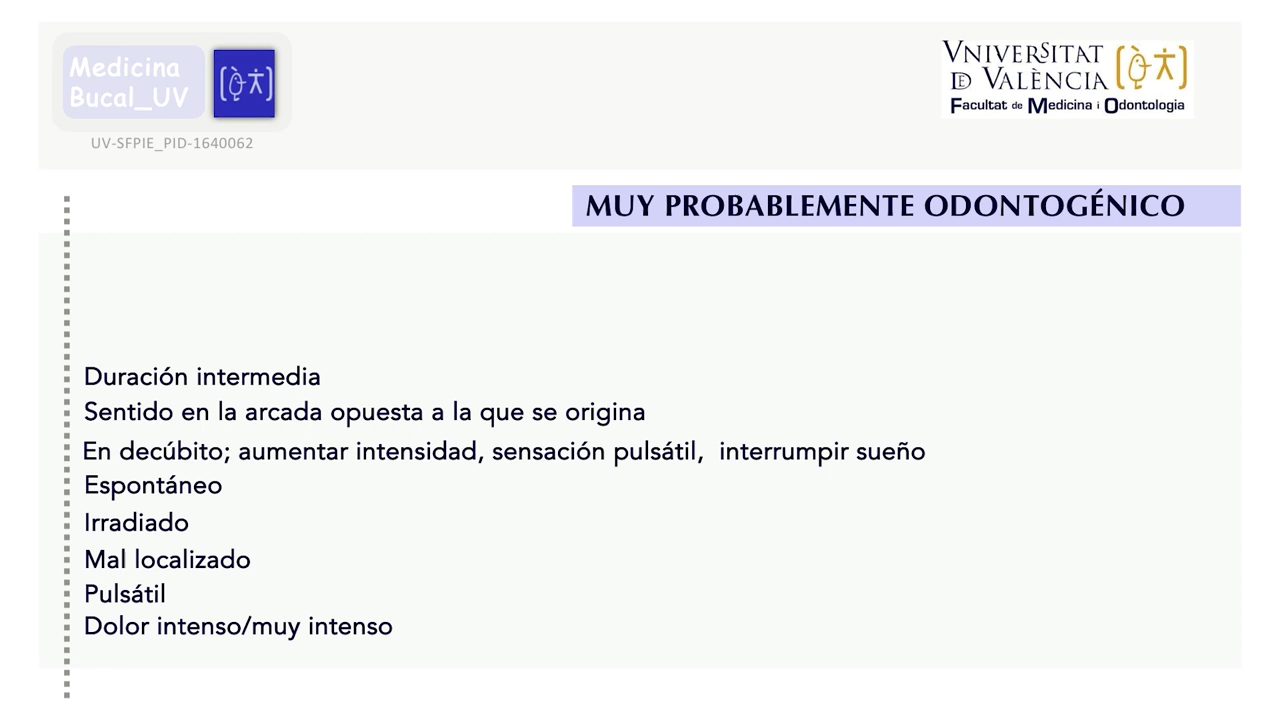 Medicina
Bucal_UV
UV-SFPIE_PID-1640062
VNIVERSITAT
DE VALÈNCIA
Facultat de Medicina i Odontologia
MUY PROBABLEMENTE ODONTOGÉNICO
Duración intermedia
Sentido en la arcada opuesta a la que se origina
En decúbito; aumentar intensidad, sensación pulsátil, interrumpir sueño
Espontáneo
Irradiado
Mal localizado
Pulsátil
Dolor intenso/muy intenso